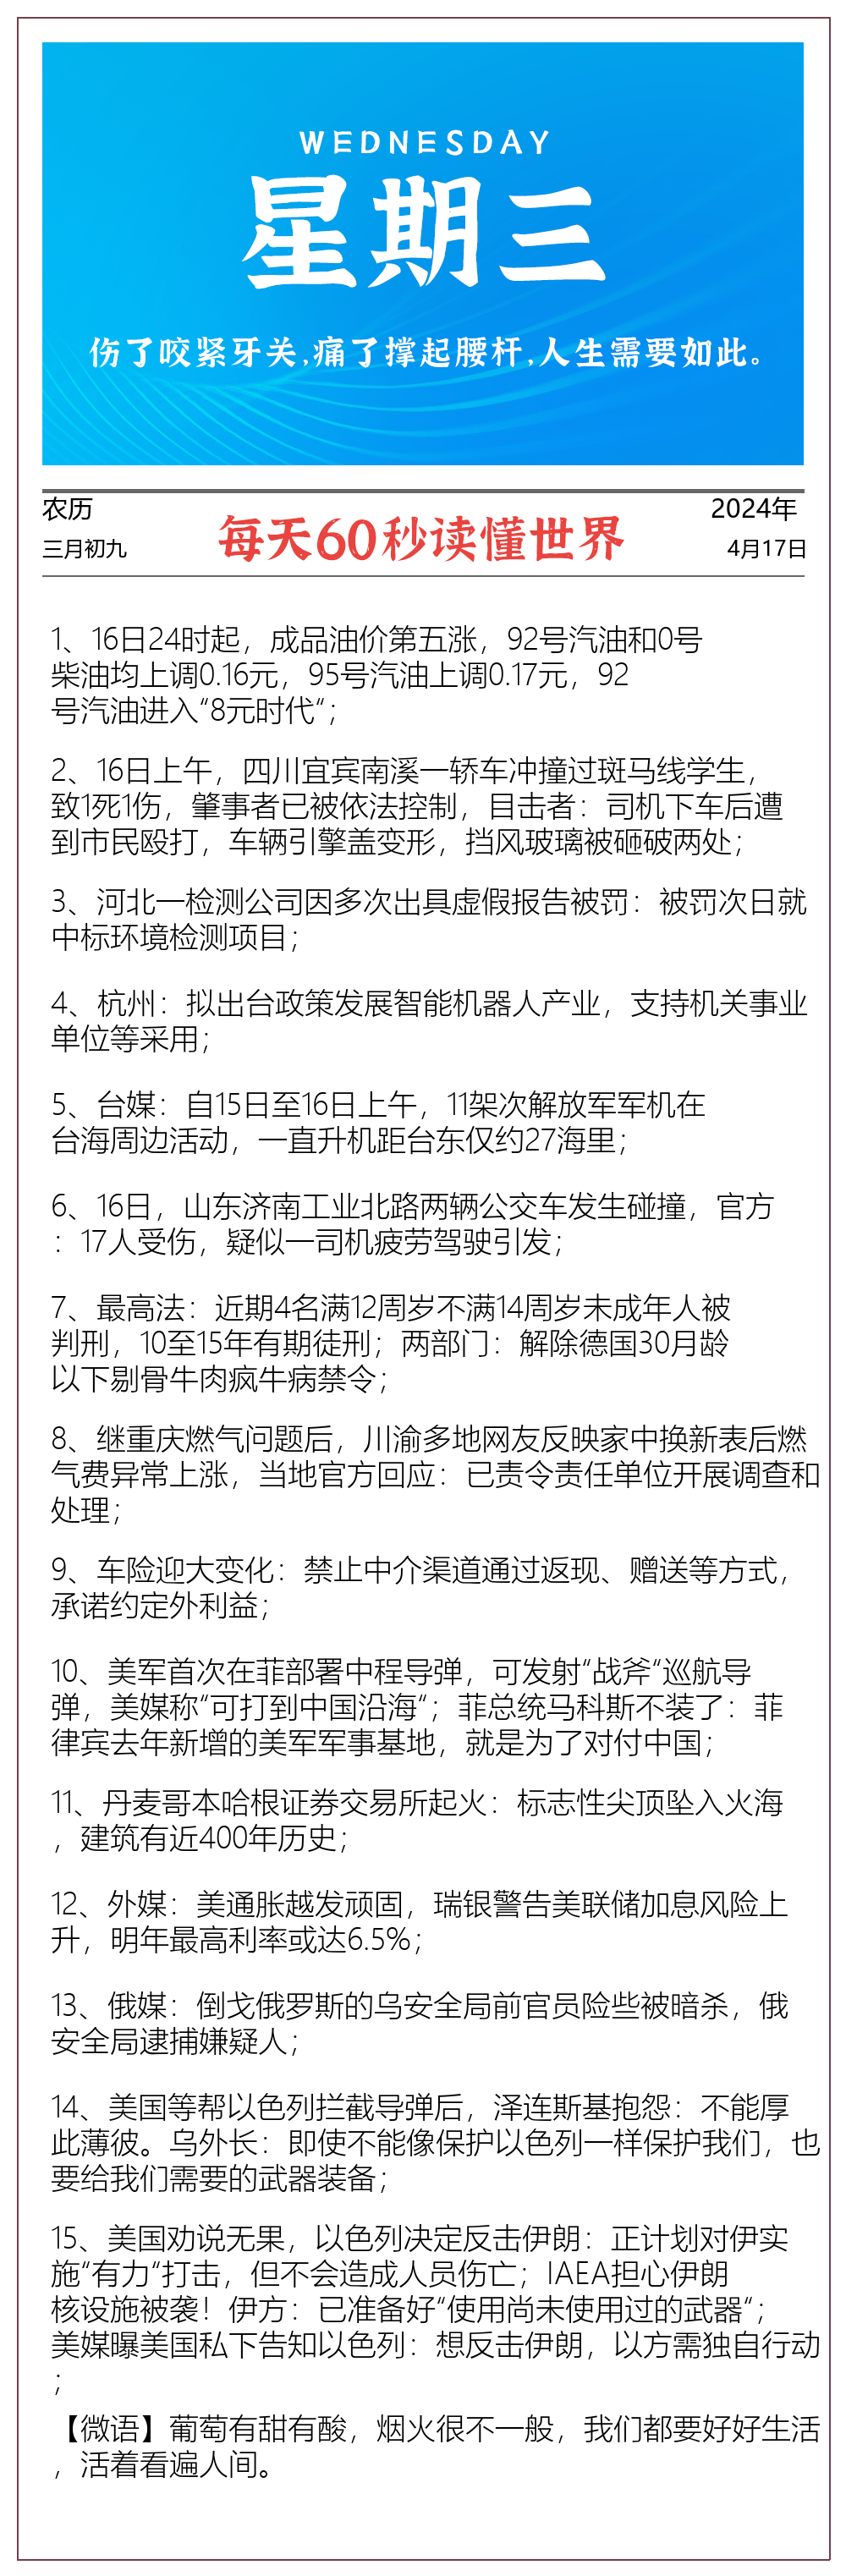 WEDNESDAY
星期三
伤了咬紧牙关,痛了撑起腰杆,人生需要如此。
农历
三月初九
每天60秒读懂世界
2024年
4月17日
1、16日24时起，成品油价第五涨，92号汽油和0号
柴油均上调0.16元，95号汽油上调0.17元，92
号汽油进入“8元时代“；
2、16日上午，四川宜宾南溪一轿车冲撞过斑马线学生，
致1死1伤，肇事者已被依法控制，目击者：司机下车后遭
到市民殴打，车辆引擎盖变形，挡风玻璃被砸破两处；
3、河北一检测公司因多次出具虚假报告被罚：被罚次日就
中标环境检测项目；
4、杭州：拟出台政策发展智能机器人产业，支持机关事业
单位等采用；
5、台媒：自15日至16日上午，11架次解放军军机在
台海周边活动，一直升机距台东仅约27海里；
6、16日，山东济南工业北路两辆公交车发生碰撞，官方
：17人受伤，疑似一司机疲劳驾驶引发；
7、最高法：近期4名满12周岁不满14周岁未成年人被
判刑，10至15年有期徒刑；两部门：解除德国30月龄
以下剔骨牛肉疯牛病禁令；
8、继重庆燃气问题后，川渝多地网友反映家中换新表后燃
气费异常上涨，当地官方回应：已责令责任单位开展调查和
处理；
9、车险迎大变化：禁止中介渠道通过返现、赠送等方式，
承诺约定外利益；
10、美军首次在菲部署中程导弹，可发射“战斧“巡航导
弹，美媒称“可打到中国沿海“；菲总统马科斯不装了：菲
律宾去年新增的美军军事基地，就是为了对付中国；
11、丹麦哥本哈根证券交易所起火：标志性尖顶坠入火海
，建筑有近400年历史；
12、外媒：美通胀越发顽固，瑞银警告美联储加息风险上
升，明年最高利率或达6.5%；
13、俄媒：倒戈俄罗斯的乌安全局前官员险些被暗杀，俄
安全局逮捕嫌疑人；
14、美国等帮以色列拦截导弹后，泽连斯基抱怨：不能厚
此薄彼。乌外长：即使不能像保护以色列一样保护我们，也
要给我们需要的武器装备；
15、美国劝说无果，以色列决定反击伊朗：正计划对伊实
施“有力“打击，但不会造成人员伤亡；IAEA担心伊朗
核设施被袭！伊方：已准备好“使用尚未使用过的武器“；
美媒曝美国私下告知以色列：想反击伊朗，以方需独自行动
；
【微语】葡萄有甜有酸，烟火很不一般，我们都要好好生活
，活着看遍人间。